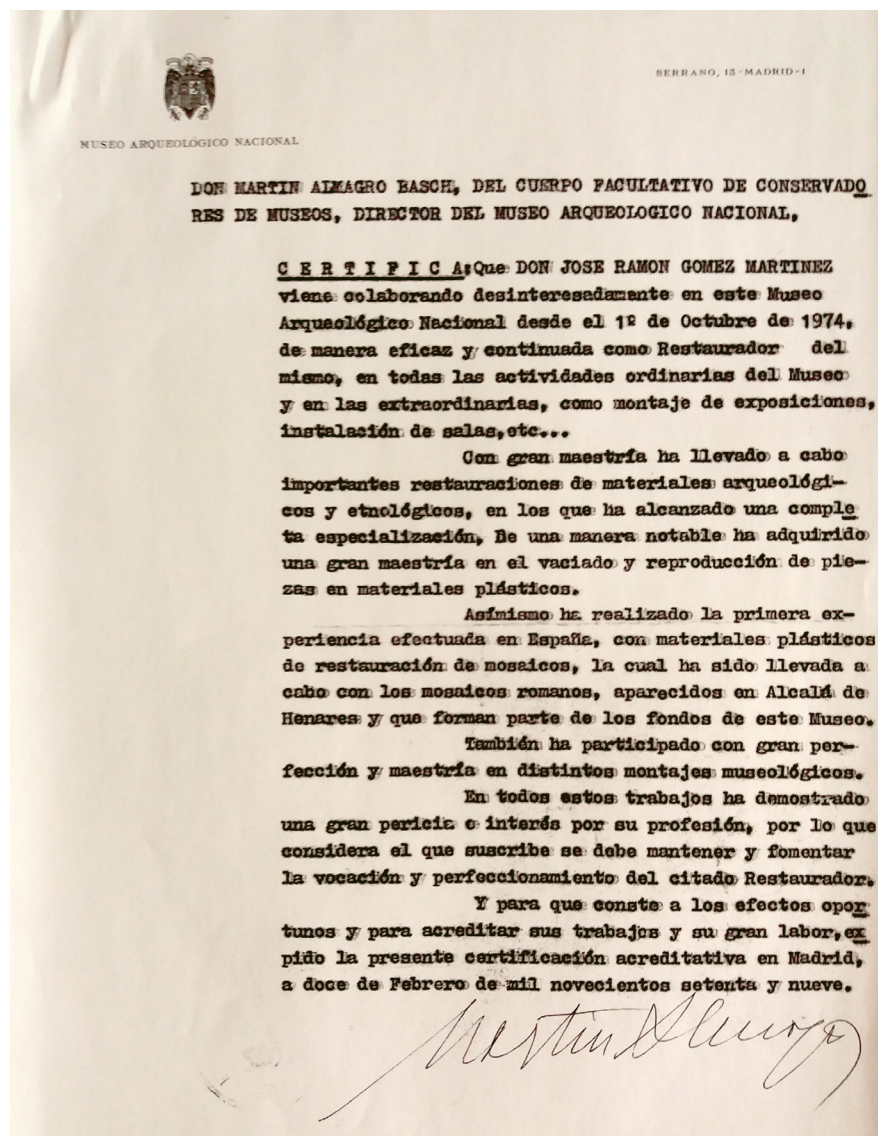 SERRANO, 13-MADRID-1
MUSEO ARQUEOLOGICO NACIONAL
DON MARTIN ALMAGRO BASCH, DEL CUERPO FACULTATIVO DE CONSERVADO
RES DE MUSEOS, DIRECTOR DEL MUSEO ARQUEOLOGICO NACIONAL,
C E R T I F I C A:Que DON JOSE RAMON GOMEZ MARTINEZ
viene colaborando desinteresadamente en este Museo
Arqueológico Nacional desde el 1º de Octubre de 1974,
de manera eficaz y continuada como Restaurador del
mismo, en todas las actividades ordinarias del Museo
y en las extraordinarias, como montaje de exposiciones,
instalación de salas,etc...
Con gran maestría ha llevado a cabo
importantes restauraciones de materiales arqueológi-
cos y etnológicos, en los que ha alcanzado una comple
ta especialización, De una manera notable ha adquirido
una gran maestría en el vaciado y reproducción de pie-
zas en materiales plásticos.
Asímismo ha realizado la primera ex-
periencia efectuada en España, con materiales plásticos
de restauración de mosaicos, la cual ha sido llevada a
cabo con los mosaicos romanos, aparecidos en Alcalá de
Henares y que forman parte de los fondos de este Museo.
También ha participado con gran per-
fección y maestría en distintos montajes museológicos.
En todos estos trabajos ha demostrado
una gran pericia e interés por su profesión, por lo que
considera el que suscribe se debe mantener y fomentar
la vocación y perfeccionamiento del citado Restaurador.
Y para que conste a los efectos opor
tunos y para acreditar sus trabajos y su gran labor,ex
pido la presente certificación acreditativa en Madrid,
a doce de Febrero de mil novecientos setenta y nueve.
Martín Almagro